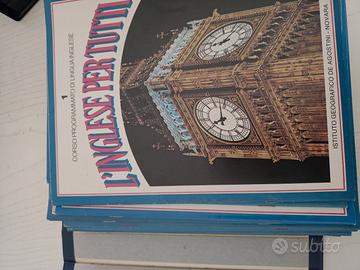 1
CORSO PROGRAMMATO DI LINGUA INGLESE
L'INGLESE PER TUTTI
ISTITUTO GEOGRAFICO DE AGOSTINI - NOVARA
subito